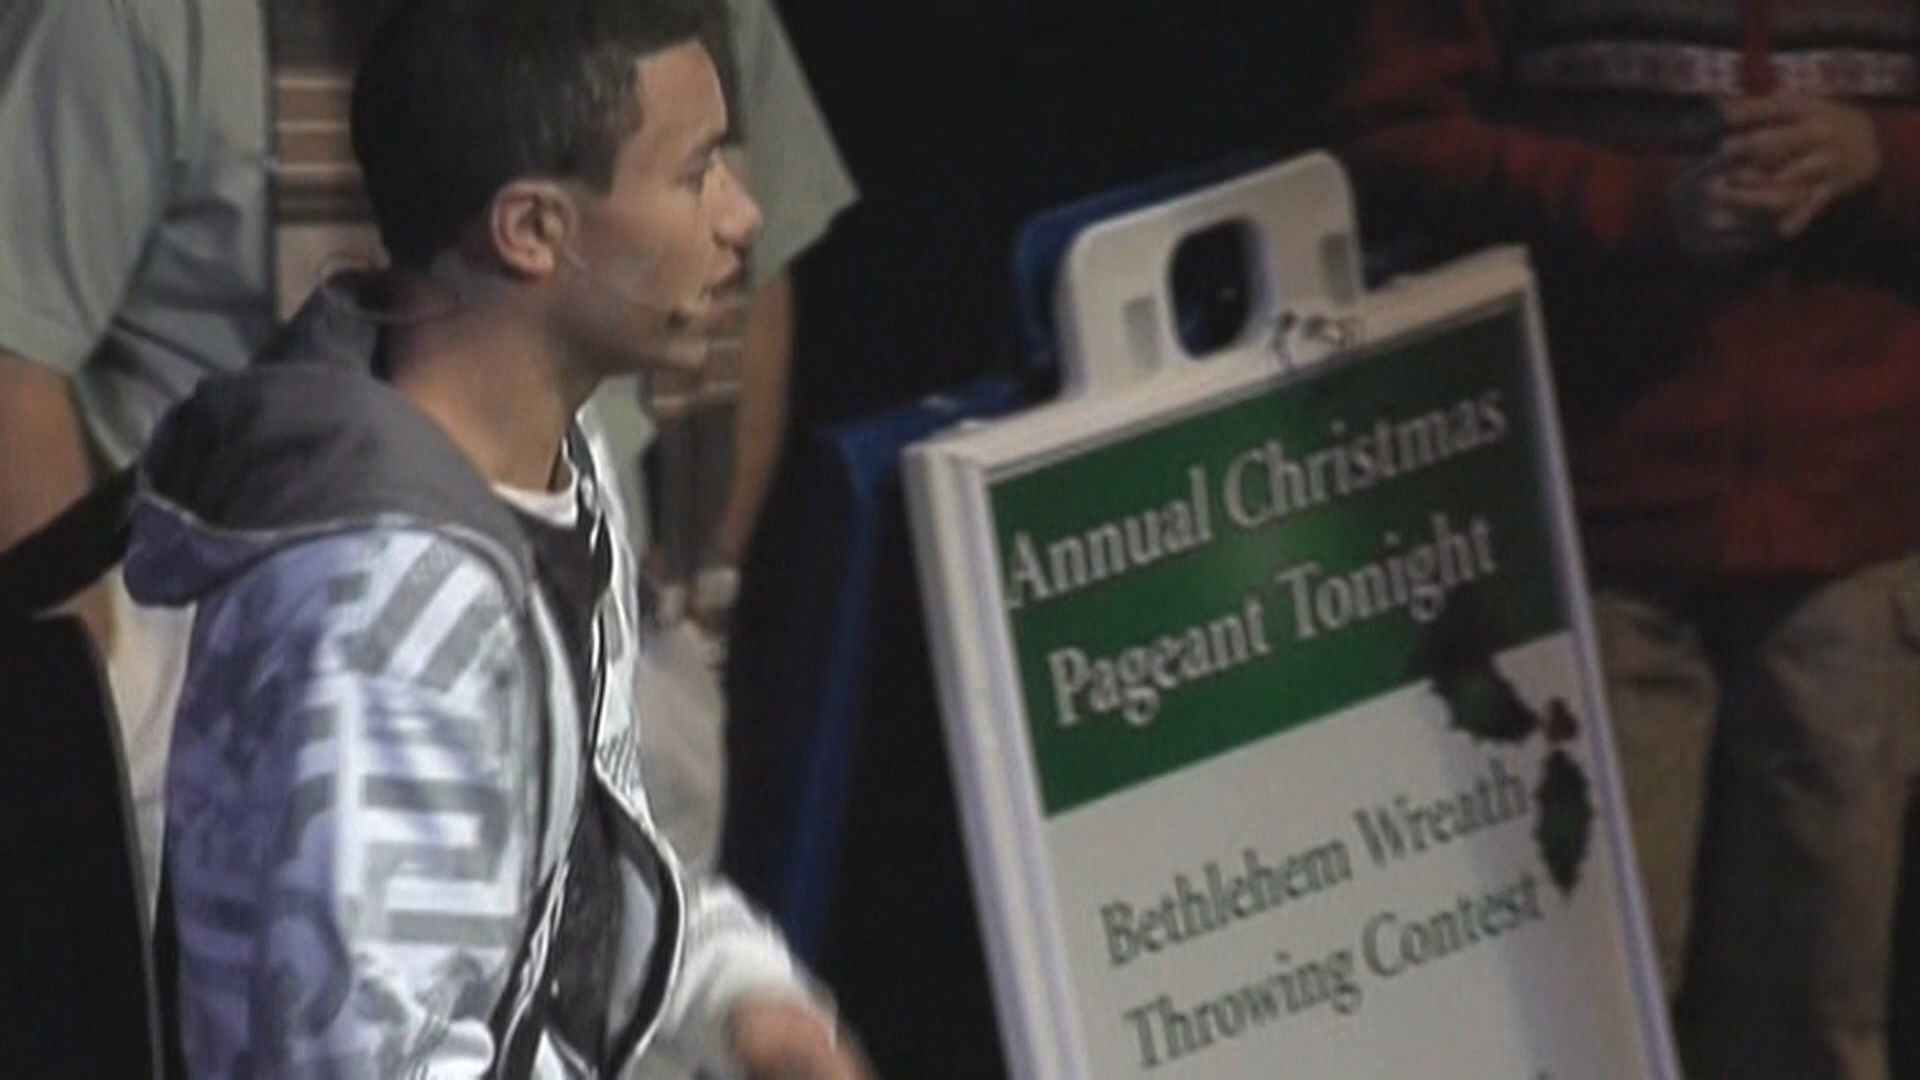 Annual Christmas
Pageant Tonight
Bethlehem Wreath
Throwing Contest